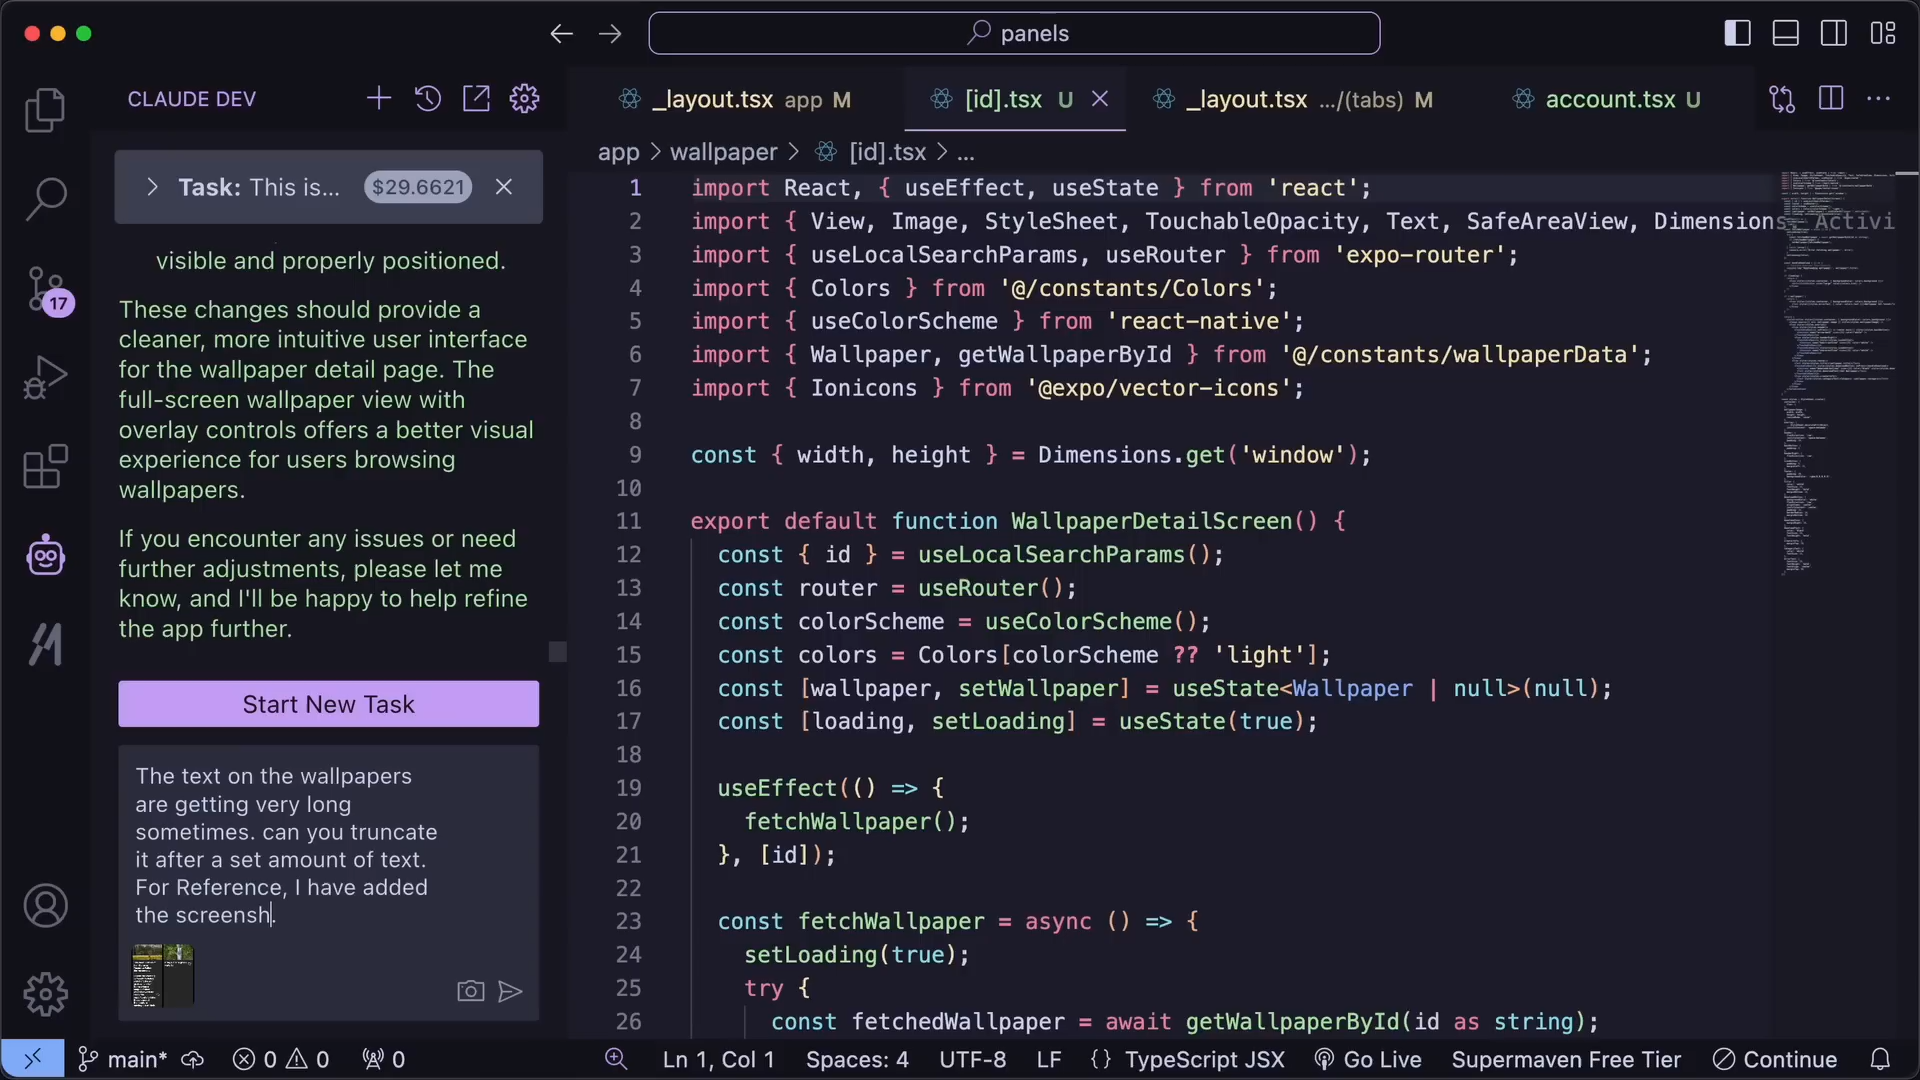 panels
CLAUDE DEV
Task: This is... $29.6621
visible and properly positioned.
These changes should provide a
cleaner, more intuitive user interface
for the wallpaper detail page. The
full-screen wallpaper view with
overlay controls offers a better visual
experience for users browsing
wallpapers.
If you encounter any issues or need
further adjustments, please let me
know, and I'll be happy to help refine
the app further.
Start New Task
The text on the wallpapers
are getting very long
sometimes. can you truncate
it after a set amount of text.
For Reference, I have added
the screensh.
17
_layout.tsx app M
[id].tsx U
_layout.tsx .../(tabs) M
account.tsx U
app > wallpaper > [id].tsx > ...
1 import React, { useEffect, useState } from 'react';
2 import { View, Image, StyleSheet, TouchableOpacity, Text, SafeAreaView, Dimensions, Activi
3 import { useLocalSearchParams, useRouter } from 'expo-router';
4 import { Colors } from '@/constants/Colors';
5 import { useColorScheme } from 'react-native';
6 import { Wallpaper, getWallpaperById } from '@/constants/wallpaperData';
7 import { Ionicons } from '@expo/vector-icons';
8
9 const { width, height } = Dimensions.get('window');
10
11 export default function WallpaperDetailScreen() {
12 const { id } = useLocalSearchParams();
13 const router = useRouter();
14 const colorScheme = useColorScheme();
15 const colors = Colors[colorScheme ?? 'light'];
16 const [wallpaper, setWallpaper] = useState<Wallpaper | null>(null);
17 const [loading, setLoading] = useState(true);
18
19 useEffect(() => {
20 fetchWallpaper();
21 }, [id]);
22
23 const fetchWallpaper = async () => {
24 setLoading(true);
25 try {
26 const fetchedWallpaper = await getWallpaperById(id as string);
main* 0 0 0 Ln 1, Col 1 Spaces: 4 UTF-8 LF {} TypeScript JSX Go Live Supermaven Free Tier Continue